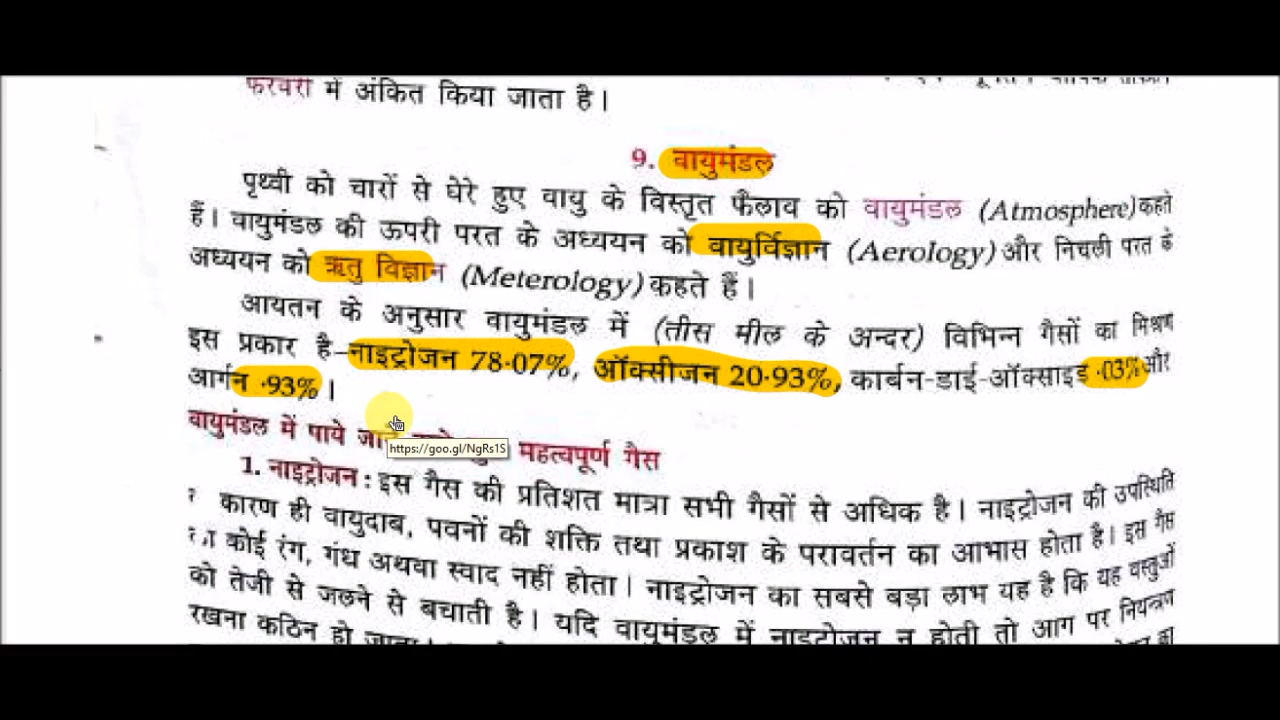 फरवरी में अंकित किया जाता है।
9. वायुमंडल
पृथ्वी को चारों से घेरे हुए वायु के विस्तृत फैलाव को वायुमंडल (Atmosphere) कहते
हैं। वायुमंडल की ऊपरी परत के अध्ययन को वायुर्विज्ञान (Aerology) और निचली परत के
अध्ययन को ऋतु विज्ञान (Meterology) कहते हैं।
आयतन के अनुसार वायुमंडल में (तीस मील के अन्दर) विभिन्न गैसों का मिश्रण
इस प्रकार है–नाइट्रोजन 78·07%, ऑक्सीजन 20·93%, कार्बन-डाई-ऑक्साइड ·03% और
आर्गन ·93%।
वायुमंडल में पाये महत्वपूर्ण गैस
https://goo.gl/NgRs1S
1. नाइट्रोजन : इस गैस की प्रतिशत मात्रा सभी गैसों से अधिक है। नाइट्रोजन की उपस्थिति
कारण ही वायुदाब, पवनों की शक्ति तथा प्रकाश के परावर्तन का आभास होता है। इस गैस
कोई रंग, गंध अथवा स्वाद नहीं होता। नाइट्रोजन का सबसे बड़ा लाभ यह है कि यह वस्तुओं
को तेजी से जलने से बचाती है। यदि वायुमंडल में नाइट्रोजन न होती तो आग पर नियन्त्रण
रखना कठिन हो जाता।